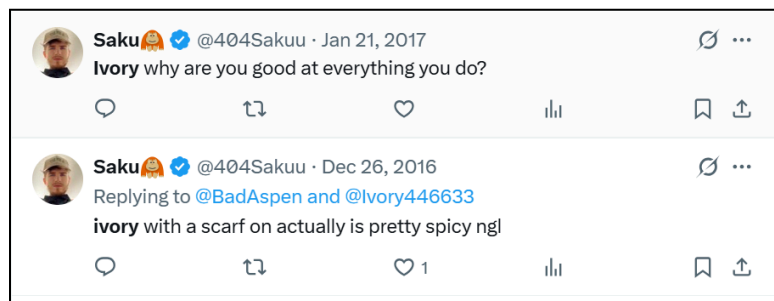 Saku🦧 @404Sakuu · Jan 21, 2017
Ivory why are you good at everything you do?
Saku🦧 @404Sakuu · Dec 26, 2016
Replying to @BadAspen and @Ivory446633
ivory with a scarf on actually is pretty spicy ngl
1